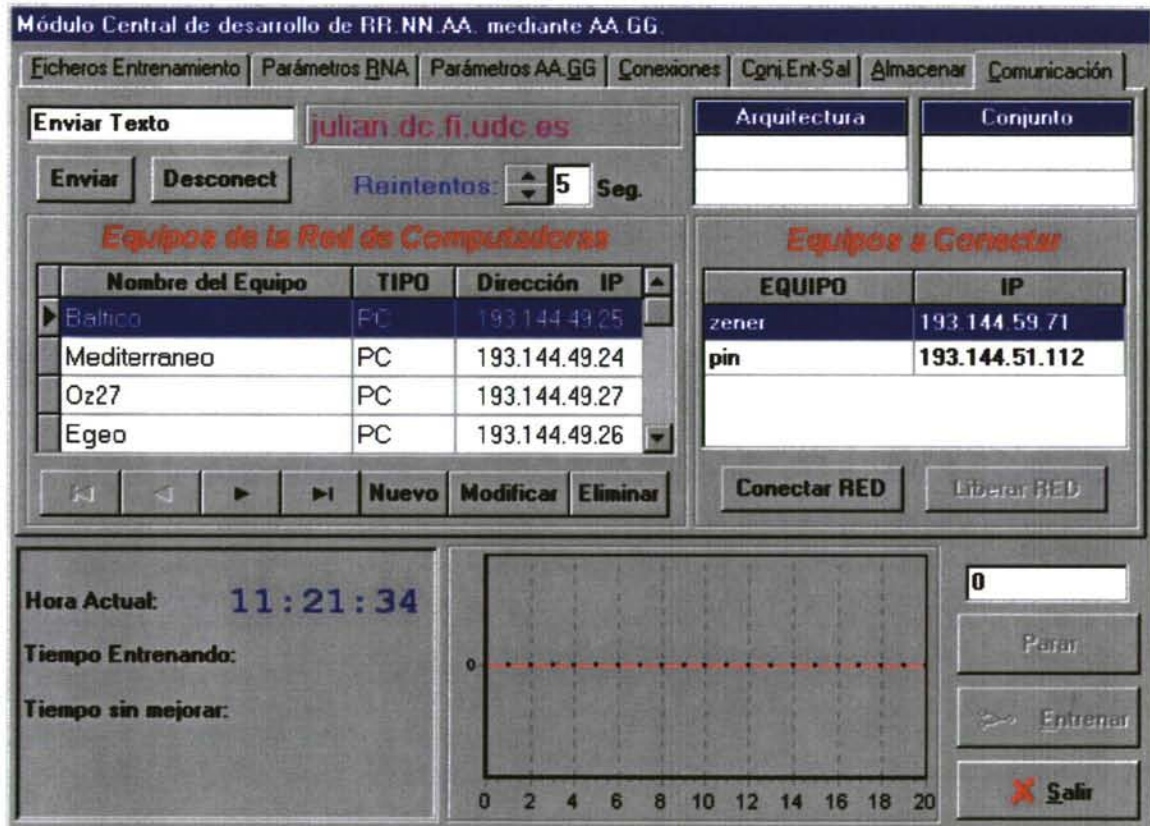 Módulo Central de desarrollo de RR.NN.AA. mediante AA.GG.
Ficheros Entrenamiento Parámetros RNA Parámetros AA.GG Conexiones Conj.Ent-Sal Almacenar Comunicación
Enviar Texto julian.dc.fi.udc.es Arquitectura Conjunto
Enviar Desconect Reintentos: 5 Seg.
Equipos de la Red de Computadoras Equipos a Conectar
Nombre del Equipo TIPO Dirección IP EQUIPO IP
Baltico PC 193.144.49.25 zener 193.144.59.71
Mediterraneo PC 193.144.49.24 pin 193.144.51.112
Oz27 PC 193.144.49.27
Egeo PC 193.144.49.26
Nuevo Modificar Eliminar Conectar RED Liberar RED
Hora Actual: 11:21:34 0
Tiempo Entrenando: 0 Parar
Tiempo sin mejorar: Entrenar
0 2 4 6 8 10 12 14 16 18 20 Salir